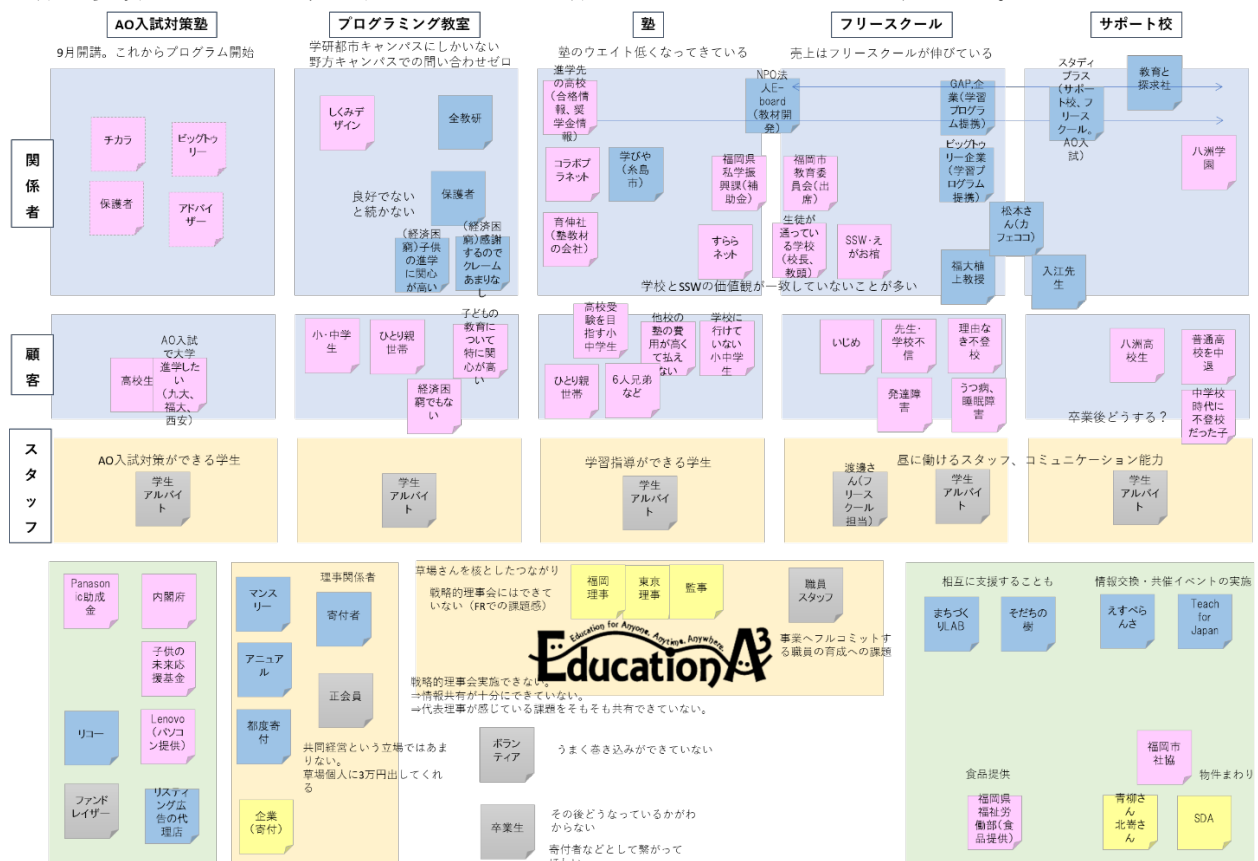 AO入試対策塾
プログラミング教室
塾
フリースクール
サポート校
9月開講。これからプログラム開始
学研都市キャンパスにしかいない
野方キャンパスでの問い合わせゼロ
塾のウエイト低くなってきている
売上はフリースクールが伸びている
関係者
チカラ
ビッグトゥ
リー
保護者
アドバイ
ザー
しくみデ
ザイン
全教研
良好でない
と続かない
保護者
(経済困
窮)子供
の進学
に関心
が高い
(経済困
窮)感謝
するので
クレーム
あまりな
し
進学先
の高校
(合格情
報、奨
学金情
報)
コラボプ
ラネット
学びや
(糸島
市)
育伸社
(塾教材
の会社)
NPO法
人E-
board
(教材開
発)
福岡県
私学振
興課(補
助金)
すらら
ネット
福岡市
教育委
員会(出
席)
生徒が
通ってい
る学校
(校長、
教頭)
SSW・え
がお館
学校とSSWの価値観が一致していないことが多い
GAP.企
業(学習
プログラ
ム提携)
ビッグトゥ
リー企業
(学習プ
ログラム
提携)
福大植
上教授
松本さ
ん(カ
フェココ)
スタディ
プラス
(サポー
ト校、フ
リース
クール。
AO入
試)
教育と
探求社
八洲学
園
入江先
生
顧客
高校生
AO入試
で大学
進学した
い
(九大、
福大、
西安)
小・中学
生
ひとり親
世帯
子どもの
教育につ
いて特
に関
心が高
い
経済困
窮でもな
い
高校受
験を目
指す小
中学生
他校の
塾の費
用が高く
て払え
ない
学校に
行けて
いない
小中学
生
ひとり親
世帯
6人兄弟
など
いじめ
先生・
学校不
信
理由な
き不登
校
発達障
害
うつ病、
睡眠障
害
八洲高
校生
普通高
校を中
退
卒業後どうする？
中学校
時代に
不登校
だった子
スタッフ
AO入試対策ができる学生
学生
アルバイ
ト
学生
アルバイ
ト
学習指導ができる学生
学生
アルバイ
ト
昼に働けるスタッフ、コミュニケーション能力
渡邊さ
ん(フリ
ースクー
ル担当)
学生
アルバイ
ト
学生
アルバイ
ト
Panason
ic助成
金
内閣府
子供の
未来応
援基金
リコー
Lenovo
(パソコ
ン提供)
ファンド
レイザー
リスティ
ング広
告の代
理店
理事関係者
マンス
リー
寄付者
アニュア
ル
正会員
都度寄
付
共同経営という立場ではあま
りない。
草場個人に3万円出してくれ
る
企業
(寄付)
草場さんを核としたつながり
戦略的理事会にはでき
ていない（FRでの課題感）
福岡
理事
東京
理事
監事
職員
スタッフ
Education for Anyone, Anytime, Anywhere.
Education A3
事業へフルコミットす
る職員の育成への課題
戦略的理事会実施できない。
⇒情報共有が十分にできていない。
⇒代表理事が感じている課題をそもそも共有できていない。
ボラン
ティア
うまく巻き込みができていない
卒業生
その後どうなっているかがわ
からない
寄付者などとして繋がって
相互に支援することも
まちづく
りLAB
そだちの
樹
情報交換・共催イベントの実施
えすぺら
んさ
Teach
for
Japan
福岡市
社協
食品提供
物件まわり
福岡県
福祉労
働部(食
品提供)
青柳さ
ん
北嵜さ
ん
SDA